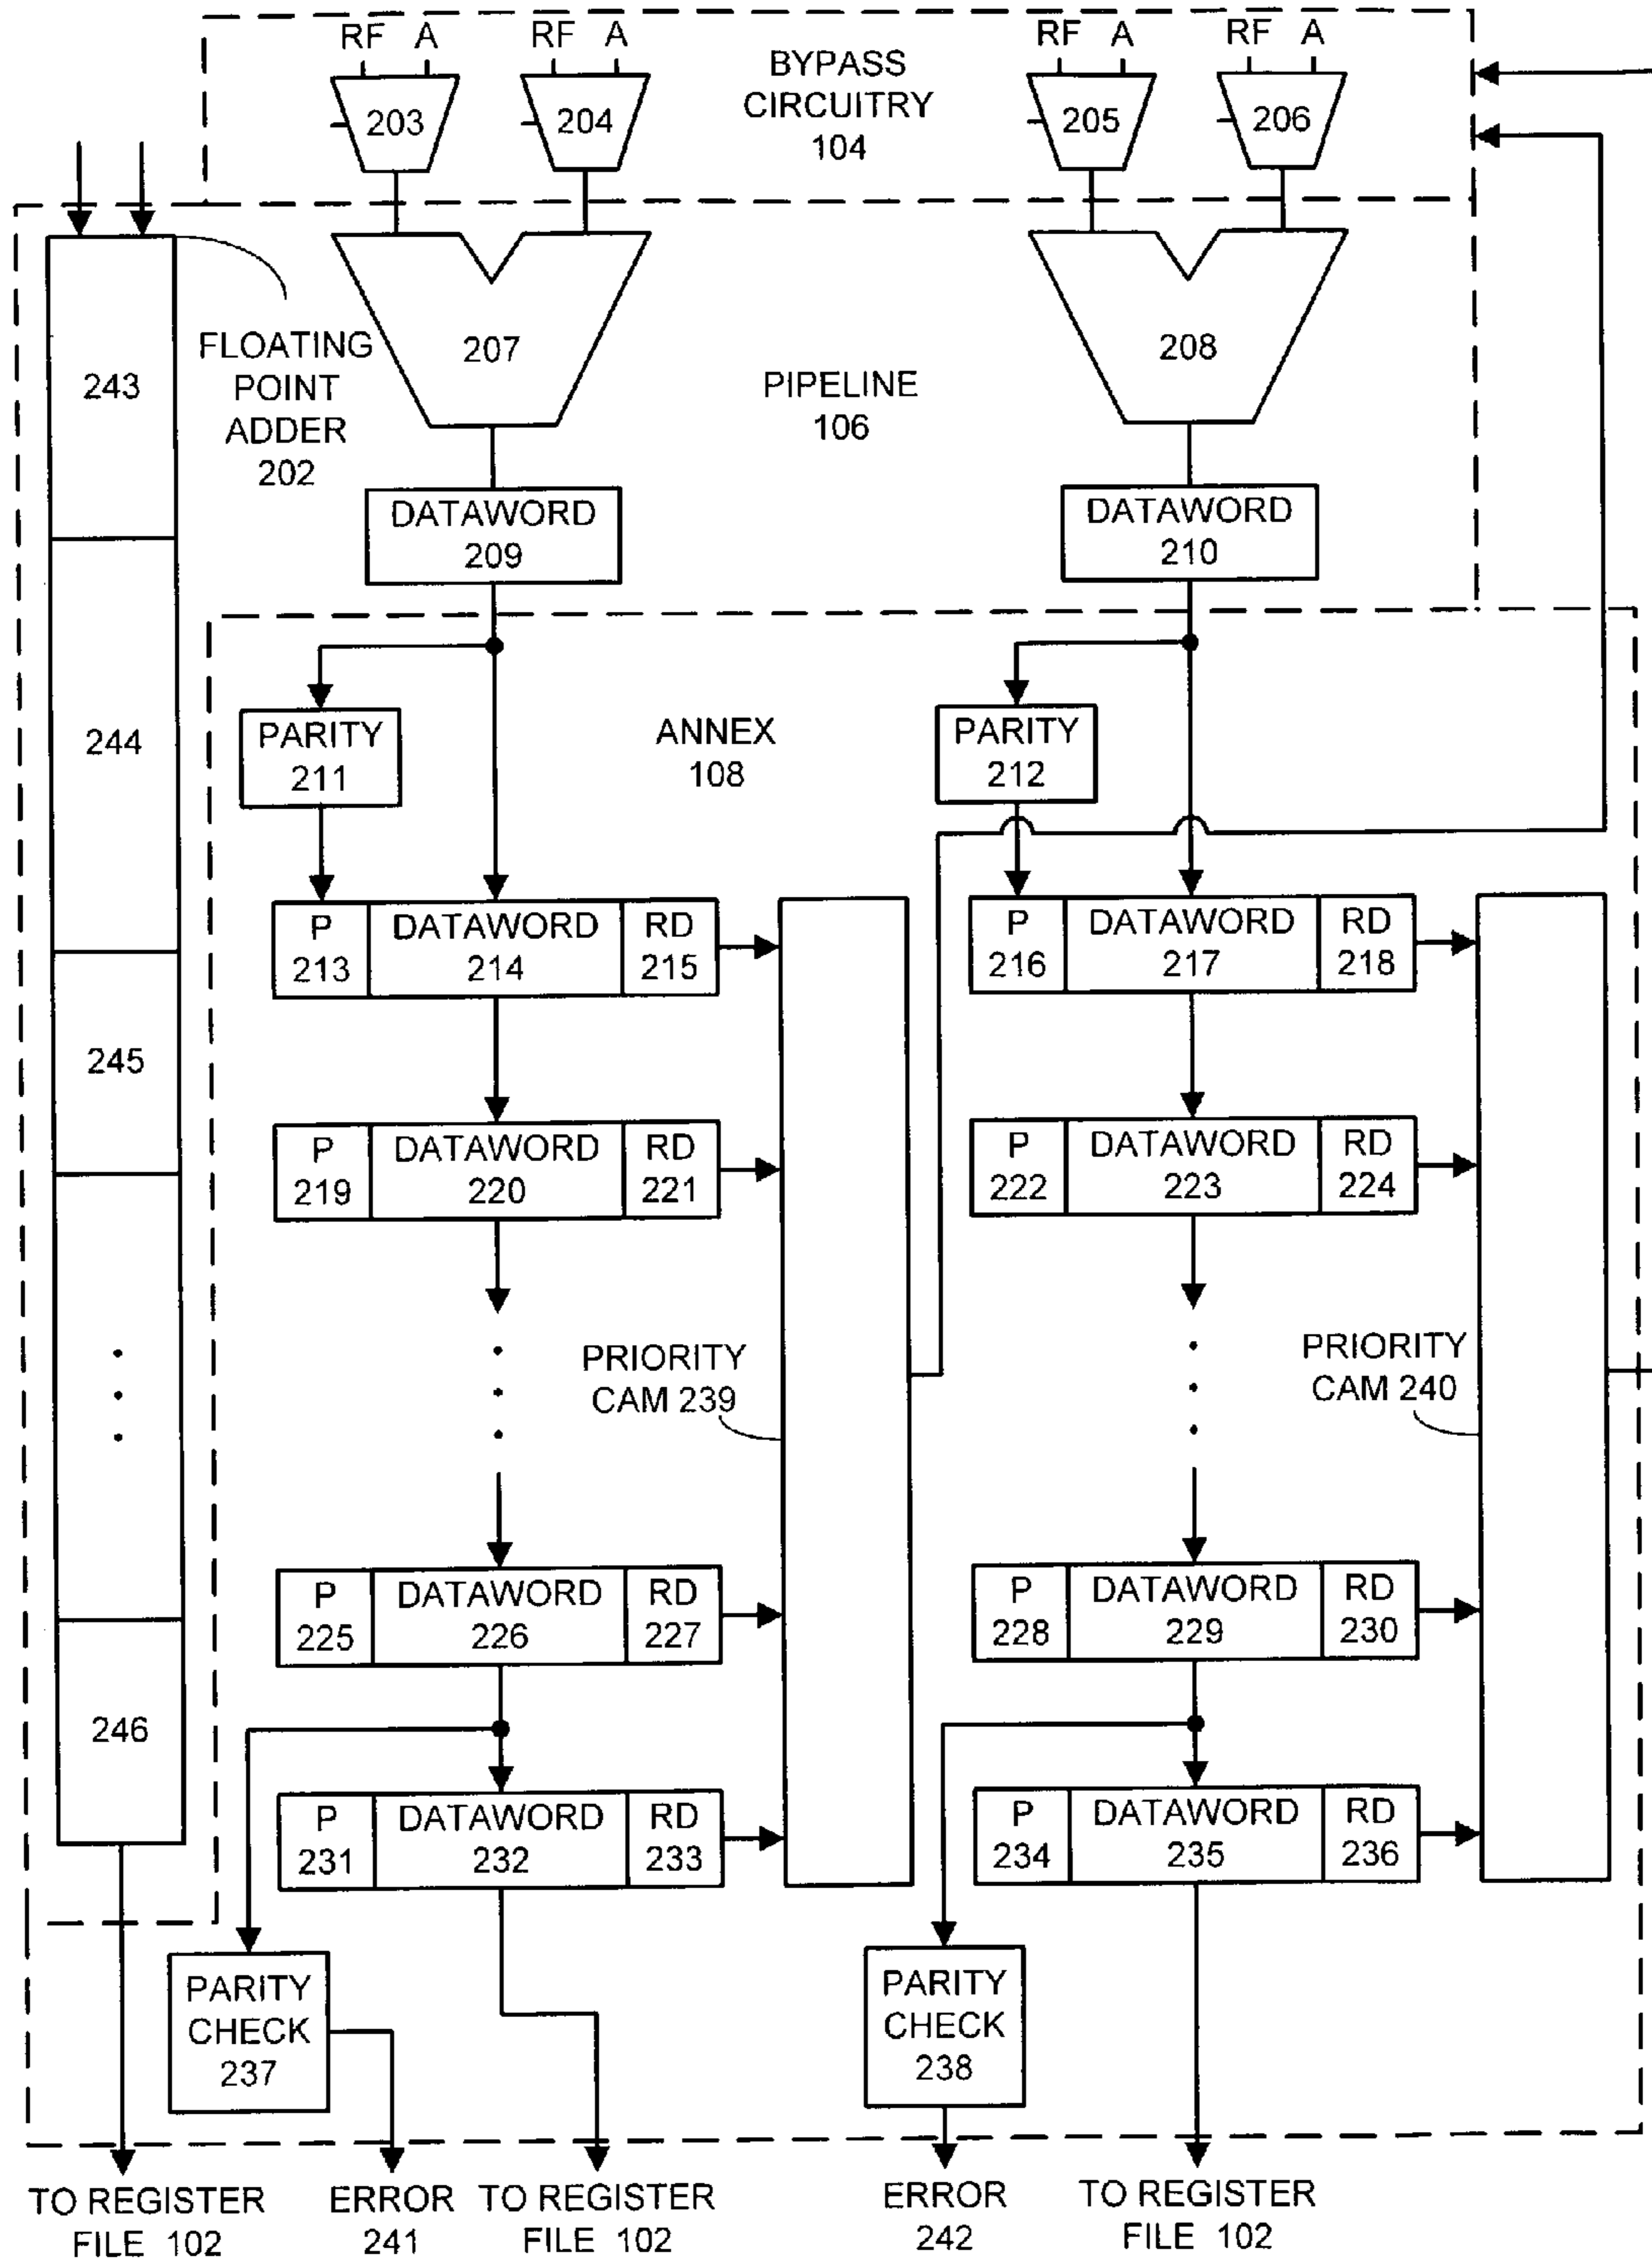 RF A RF A
BYPASS
CIRCUITRY
104
RF A RF A
203
204
205
206
243
FLOATING
POINT
ADDER
202
207
PIPELINE
106
208
DATAWORD
209
DATAWORD
210
244
PARITY
211
ANNEX
108
PARITY
212
P DATAWORD RD
213 214 215
P DATAWORD RD
216 217 218
245
P DATAWORD RD
219 220 221
P DATAWORD RD
222 223 224
PRIORITY
CAM 239
PRIORITY
CAM 240
P DATAWORD RD
225 226 227
P DATAWORD RD
228 229 230
246
P DATAWORD RD
231 232 233
P DATAWORD RD
234 235 236
PARITY
CHECK
237
PARITY
CHECK
238
TO REGISTER
FILE 102
ERROR
241
TO REGISTER
FILE 102
ERROR
242
TO REGISTER
FILE 102